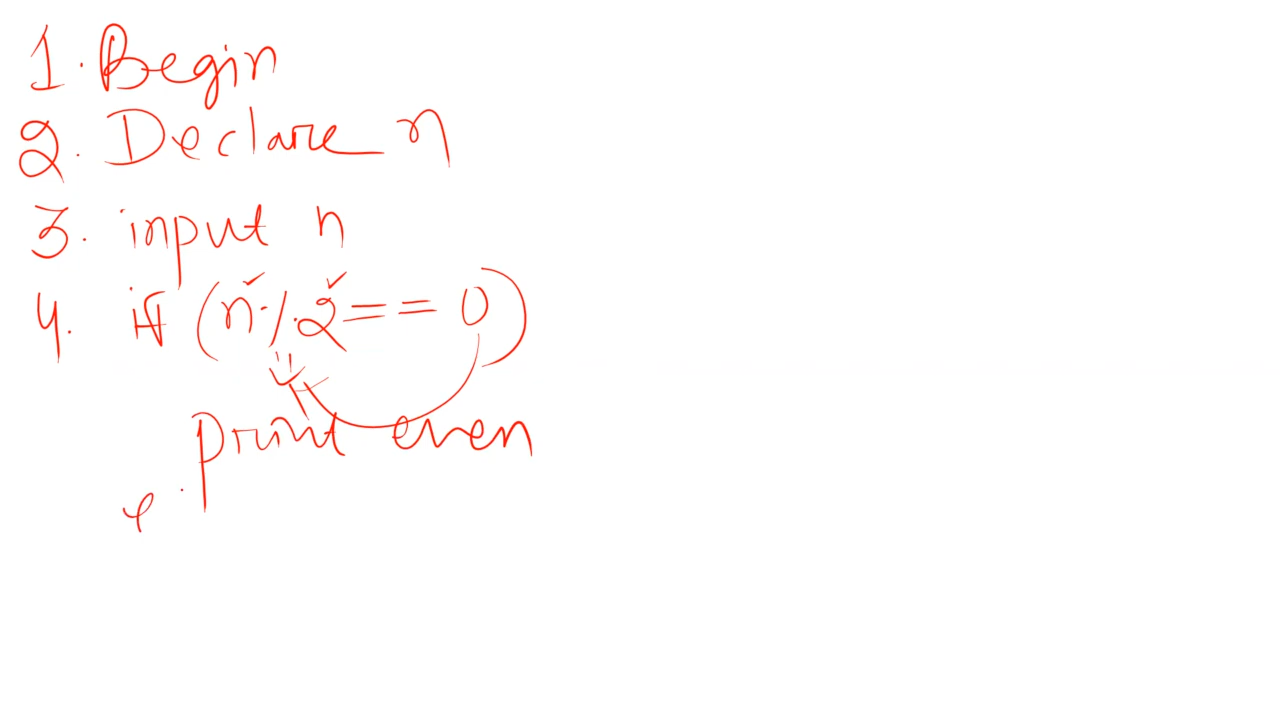 1. Begin
2. Declare n
3. input n
4. if (n % 2 == 0)
print even